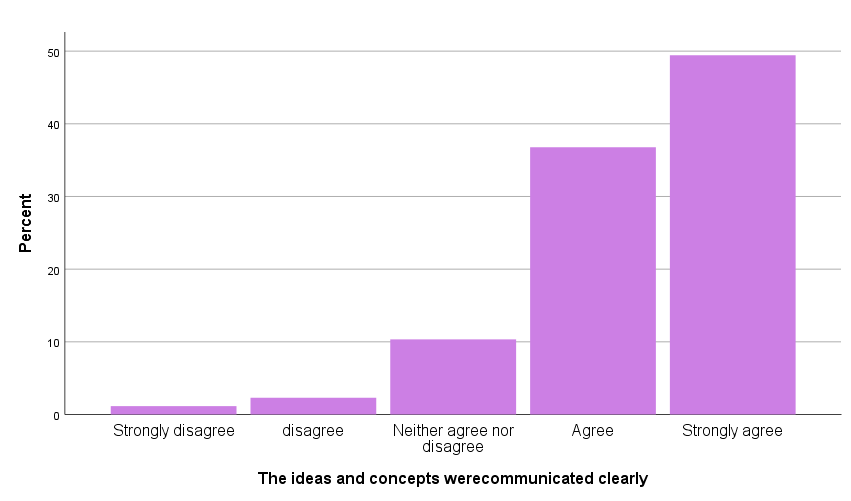 Percent
50
40
30
20
10
0
Strongly disagree
disagree
Neither agree nor
disagree
Agree
Strongly agree
The ideas and concepts werecommunicated clearly